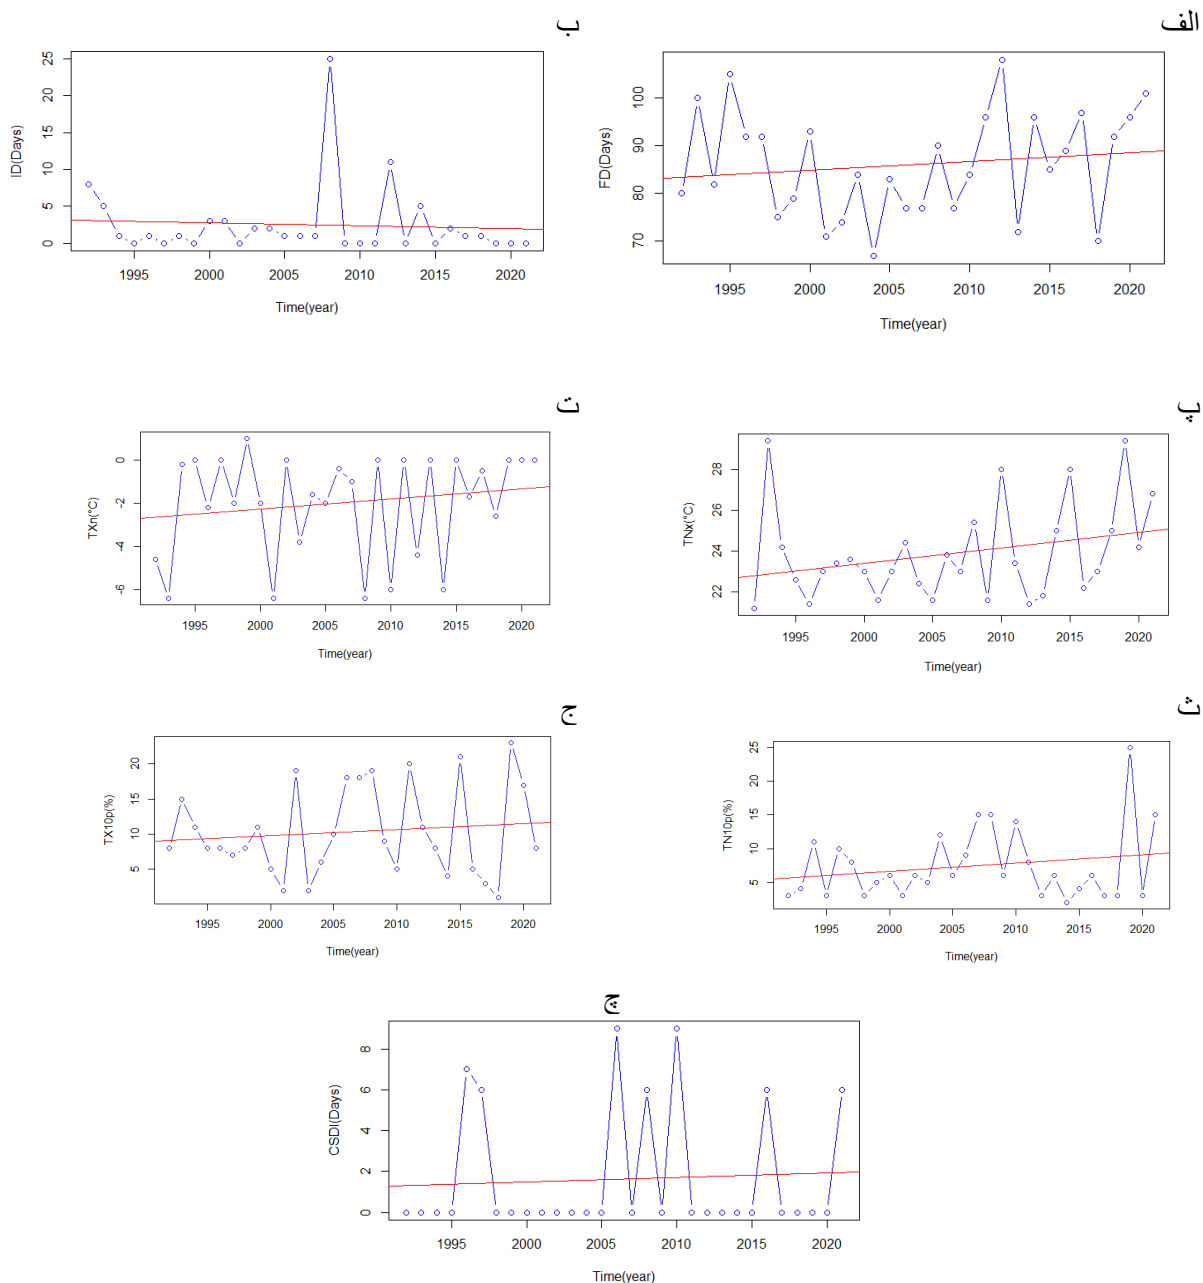 الف
100
90
80
70
FD(Days)
1995 2000 2005 2010 2015 2020
Time(year)
ب
25
20
15
10
5
0
ID(Days)
1995 2000 2005 2010 2015 2020
Time(year)
پ
28
26
24
22
TNx(°C)
1995 2000 2005 2010 2015 2020
Time(year)
ت
0
-2
-4
-6
TXn(°C)
1995 2000 2005 2010 2015 2020
Time(year)
ث
25
20
15
10
5
TN10p(%)
1995 2000 2005 2010 2015 2020
Time(year)
ج
20
15
10
5
TX10p(%)
1995 2000 2005 2010 2015 2020
Time(year)
چ
8
6
4
2
0
CSDI(Days)
1995 2000 2005 2010 2015 2020
Time(year)